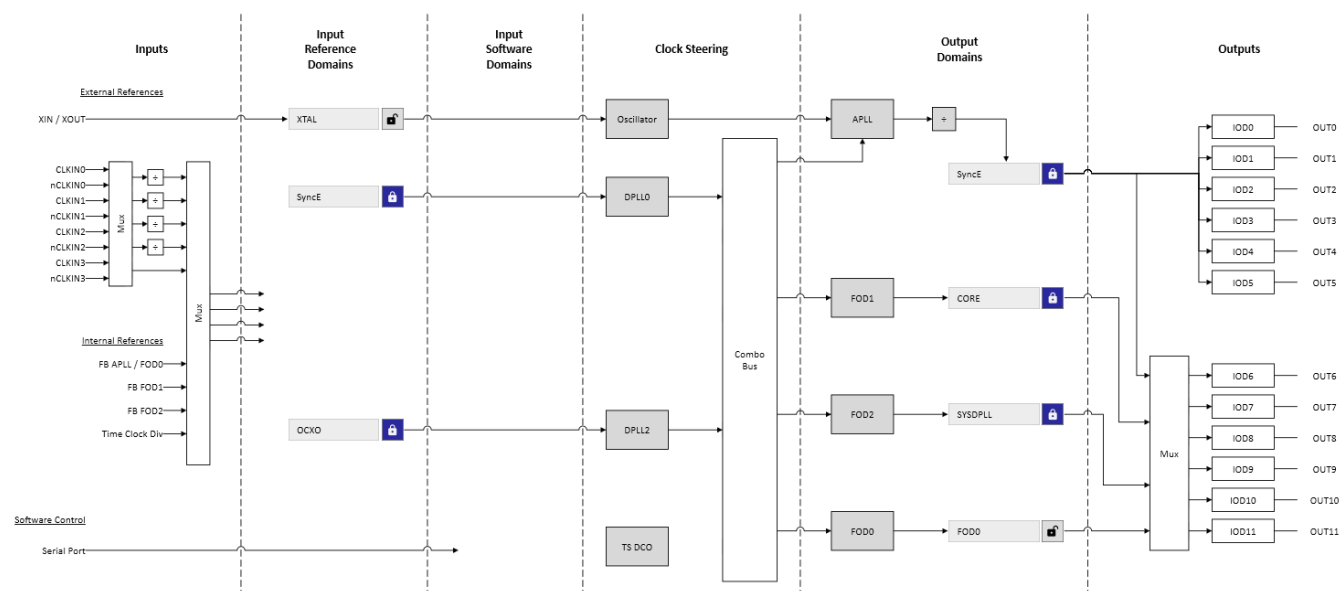 Inputs
Input
Reference
Domains
Input
Software
Domains
Clock Steering
Output
Domains
Outputs
External References
XIN / XOUT
XTAL
Oscillator
APLL
÷
CLKIN0
nCLKIN0
CLKIN1
nCLKIN1
CLKIN2
nCLKIN2
CLKIN3
nCLKIN3
Mux
÷
÷
÷
÷
Mux
SyncE
DPLL0
SyncE
IOD0
OUT0
IOD1
OUT1
IOD2
OUT2
IOD3
OUT3
IOD4
OUT4
IOD5
OUT5
Internal References
FB APLL / FOD0
FB FOD1
FB FOD2
Time Clock Div
OCXO
DPLL2
Combo
Bus
FOD1
CORE
FOD2
SYSDPLL
FOD0
FOD0
Mux
IOD6
OUT6
IOD7
OUT7
IOD8
OUT8
IOD9
OUT9
IOD10
OUT10
IOD11
OUT11
Software Control
Serial Port
TS DCO